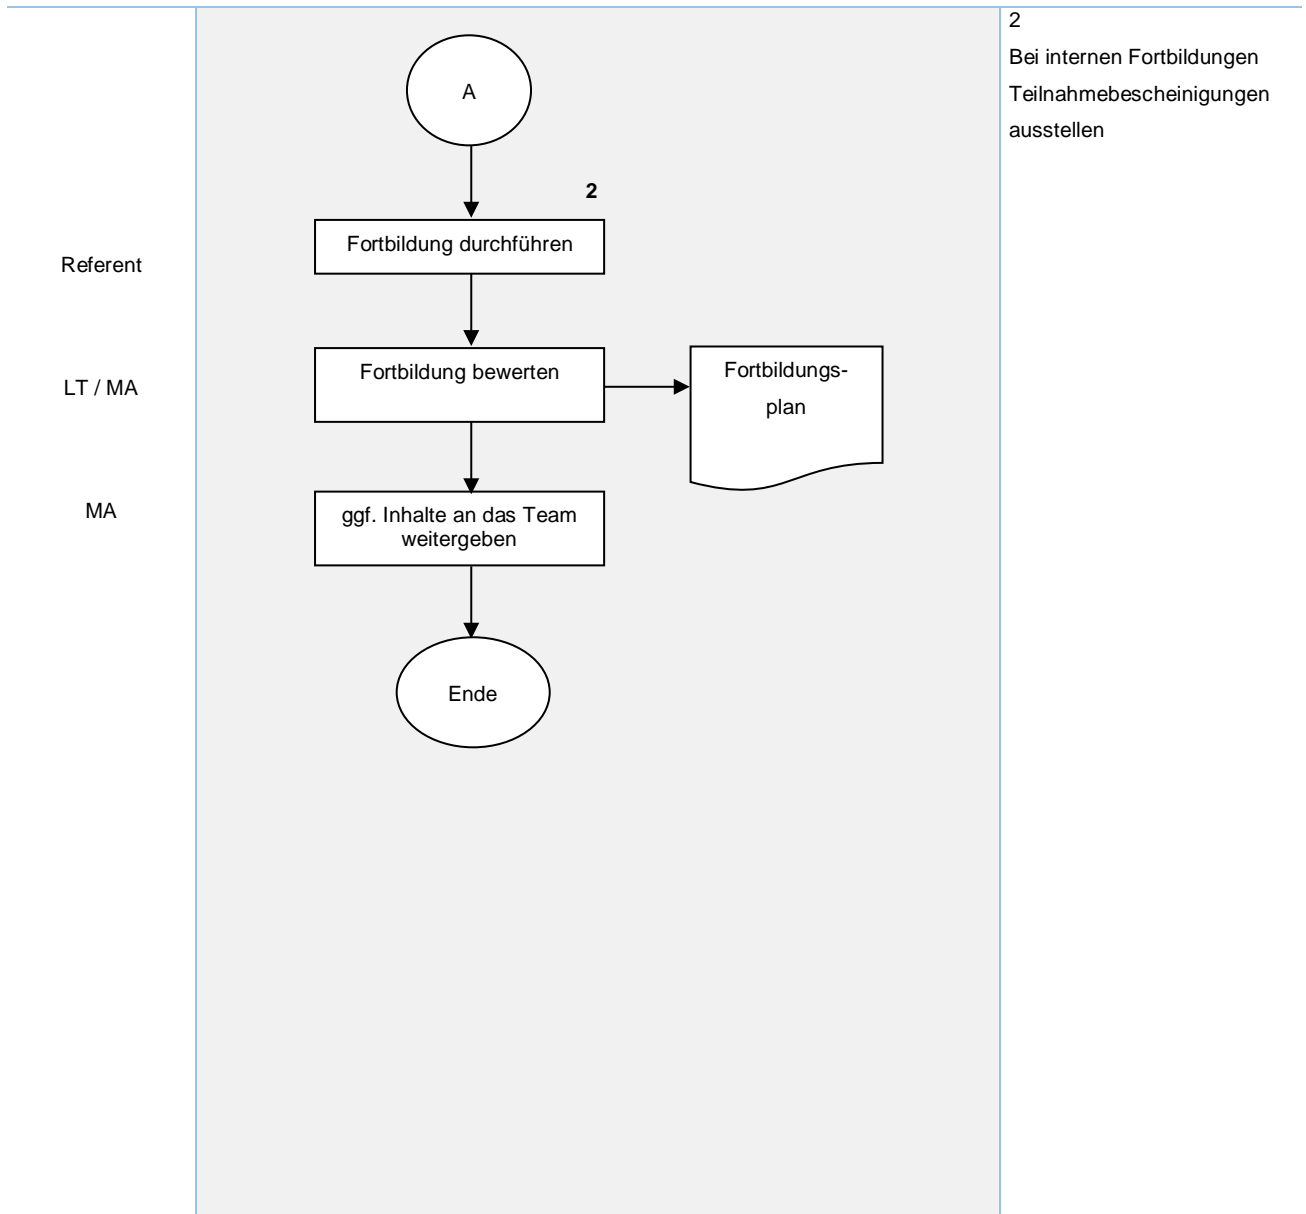 A
2
Fortbildung durchführen
Referent
Fortbildung bewerten
LT / MA
Fortbildungs-
plan
MA
ggf. Inhalte an das Team
weitergeben
Ende
2
Bei internen Fortbildungen
Teilnahmebescheinigungen
ausstellen